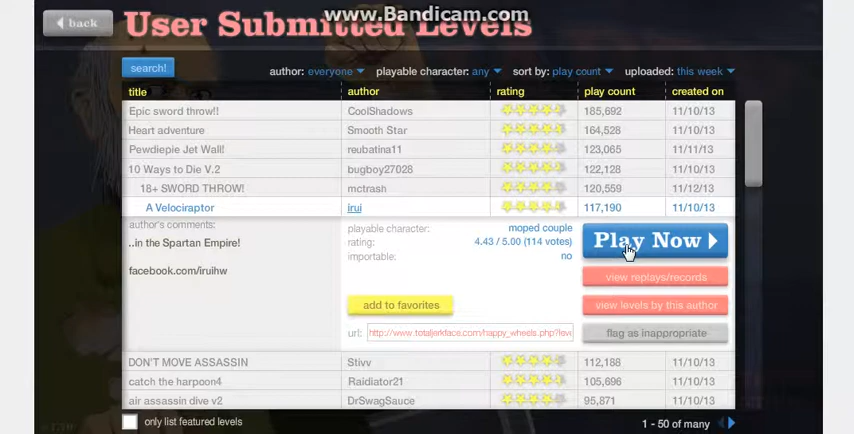 www.Bandicam.com
back
User Submitted Levels
search!
author: everyone playable character: any sort by: play count uploaded: this week
title author rating play count created on
Epic sword throw!! CoolShadows 185,692 11/10/13
Heart adventure Smooth Star 164,528 11/10/13
Pewdiepie Jet Wall! reubatina11 123,065 11/11/13
10 Ways to Die V.2 bugboy27028 122,128 11/10/13
18+ SWORD THROW! mctrash 120,559 11/12/13
A Velociraptor irui 117,190 11/10/13
author's comments:
..in the Spartan Empire!
facebook.com/iruihw
playable character: moped couple
rating: 4.43 / 5.00 (114 votes)
importable: no
Play Now
view replays/records
add to favorites
view levels by this author
url: http://www.totaljerkface.com/happy_wheels.php?leve
flag as inappropriate
DON'T MOVE ASSASSIN Stivv 112,188 11/10/13
catch the harpoon4 Raidiator21 105,696 11/10/13
air assassin dive v2 DrSwagSauce 95,871 11/10/13
only list featured levels
1 - 50 of many